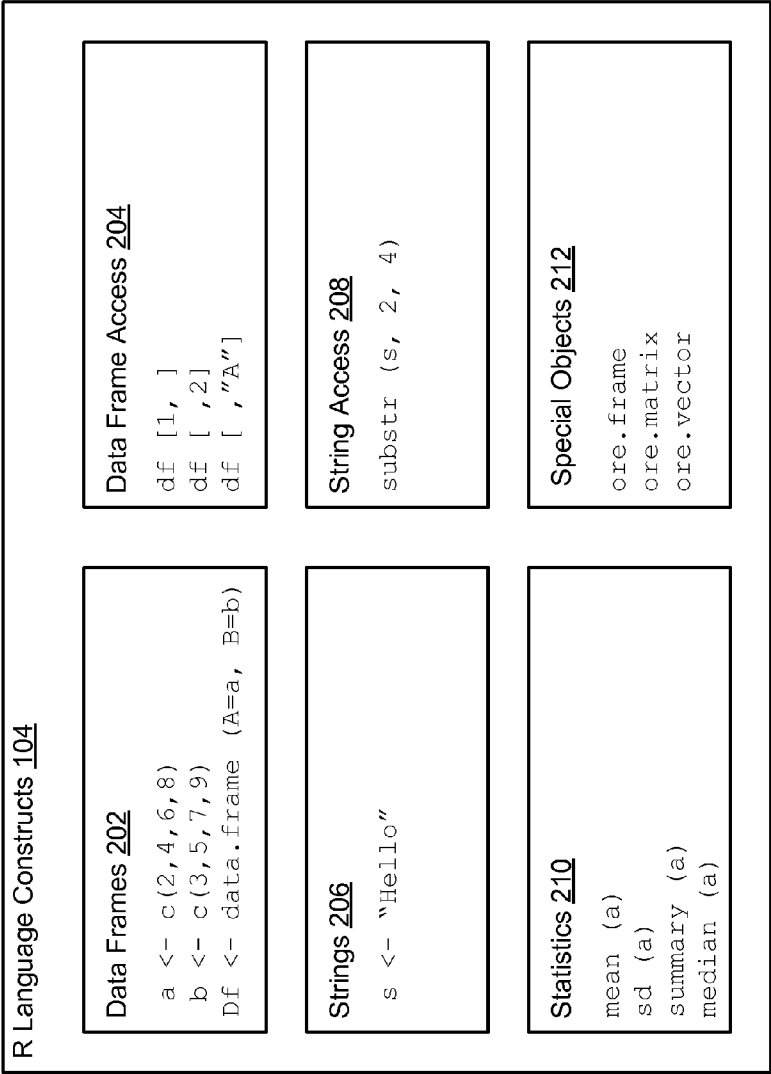 R Language Constructs 104
Data Frames 202
a <- c(2,4,6,8)
b <- c(3,5,7,9)
Df <- data.frame (A=a, B=b)
Data Frame Access 204
df [1, ]
df [ ,2]
df [ ,"A"]
Strings 206
s <- "Hello"
String Access 208
substr (s, 2, 4)
Statistics 210
mean (a)
sd (a)
summary (a)
median (a)
Special Objects 212
ore.frame
ore.matrix
ore.vector